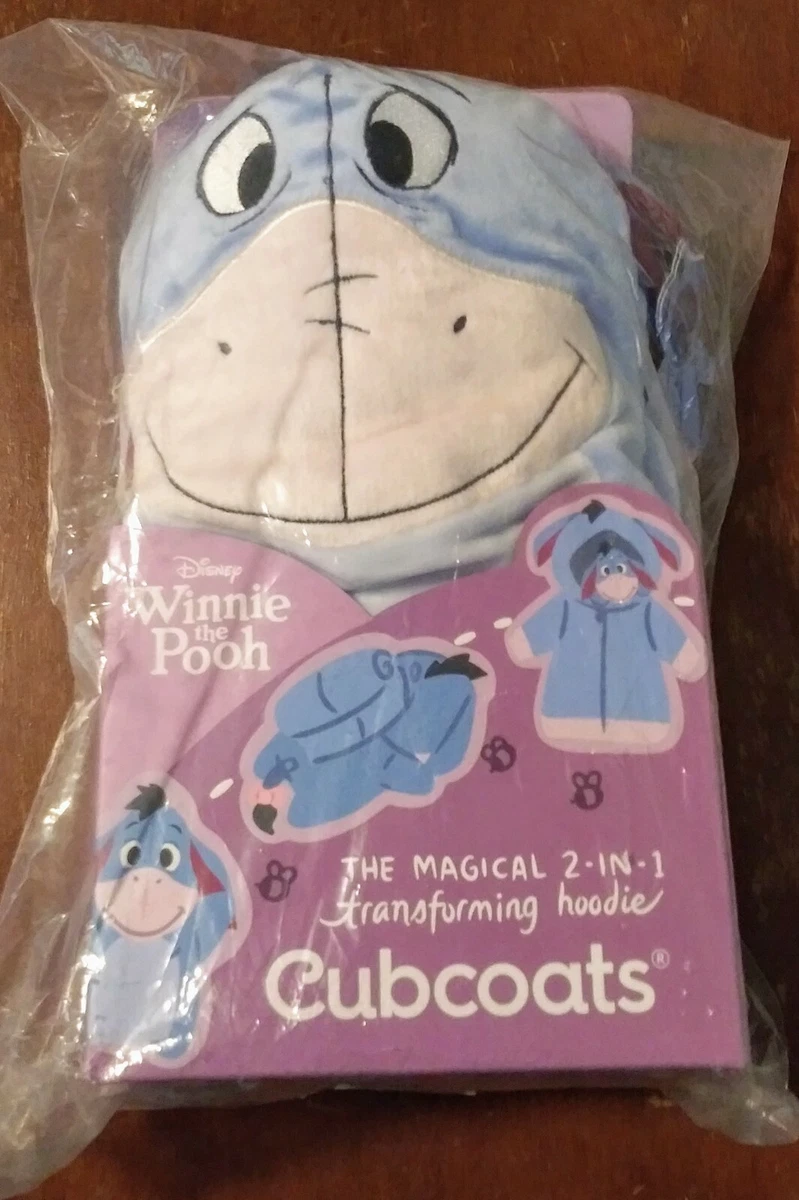 Disney
Winnie
the
Pooh
THE MAGICAL 2-IN-1
transforming hoodie
Cubcoats®